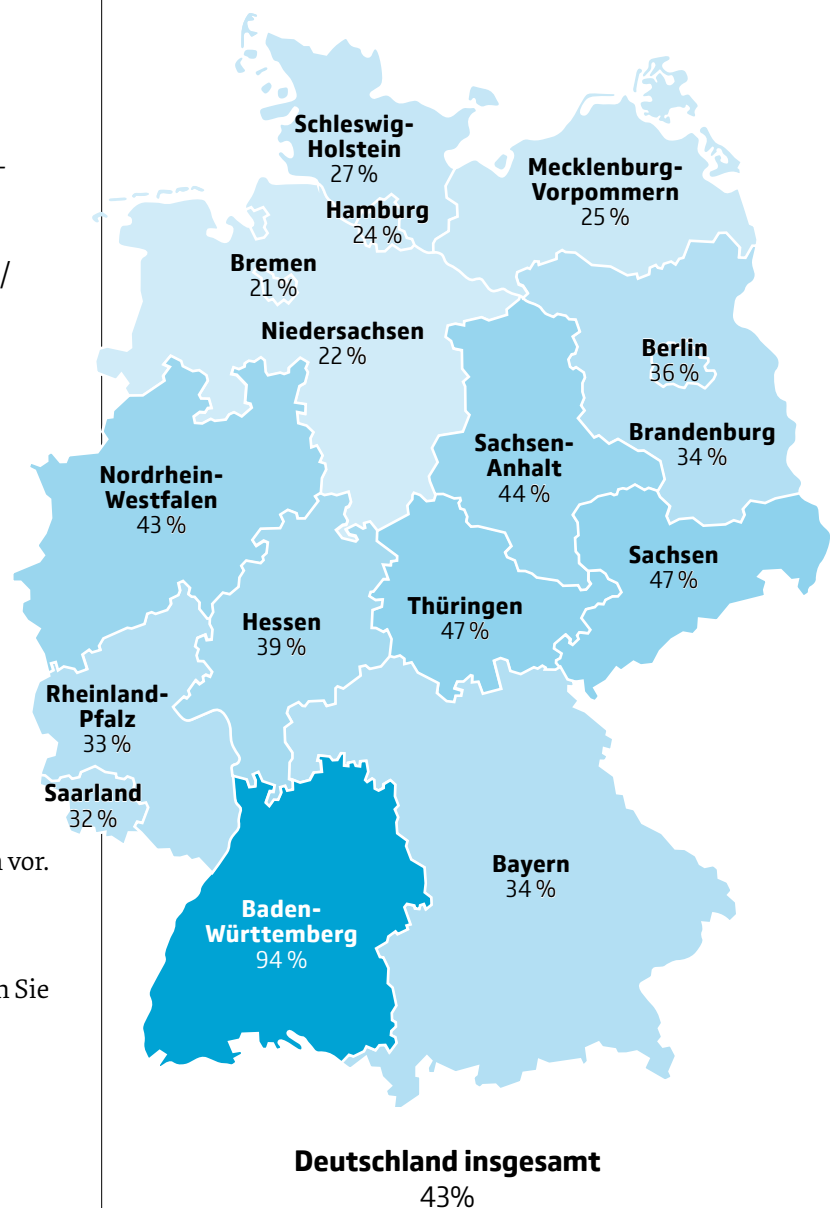 Schleswig-
Holstein
27 %
Mecklenburg-
Vorpommern
25 %
Hamburg
24 %
/
Bremen
21 %
Niedersachsen
22 %
Berlin
36 %
Brandenburg
34 %
Sachsen-
Anhalt
44 %
Nordrhein-
Westfalen
43 %
Sachsen
47 %
Thüringen
47 %
Hessen
39 %
Rheinland-
Pfalz
33 %
Saarland
32 %
vor.
Bayern
34 %
Baden-
Württemberg
94 %
Sie
Deutschland insgesamt
43%